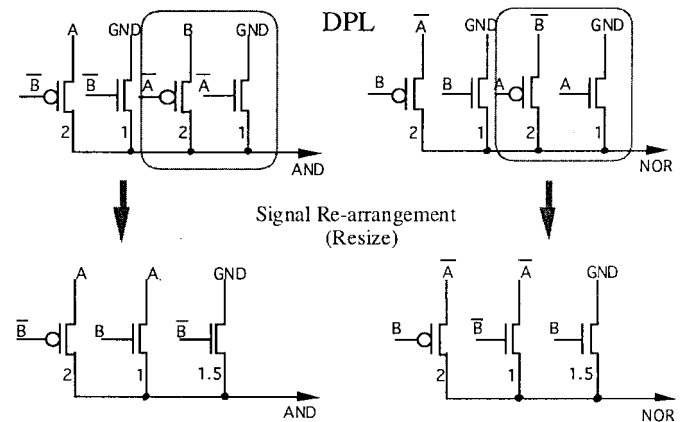 DPL
A GND B GND
B̅ B̅ A̅ A̅
2 1 2 1
AND
A̅ GND B̅ GND
B B A A
2 1 2 1
NOR
Signal Re-arrangement
(Resize)
A A GND
B̅ B B̅
2 1 1.5
AND
A̅ A̅ GND
B B̅ B
2 1 1.5
NOR